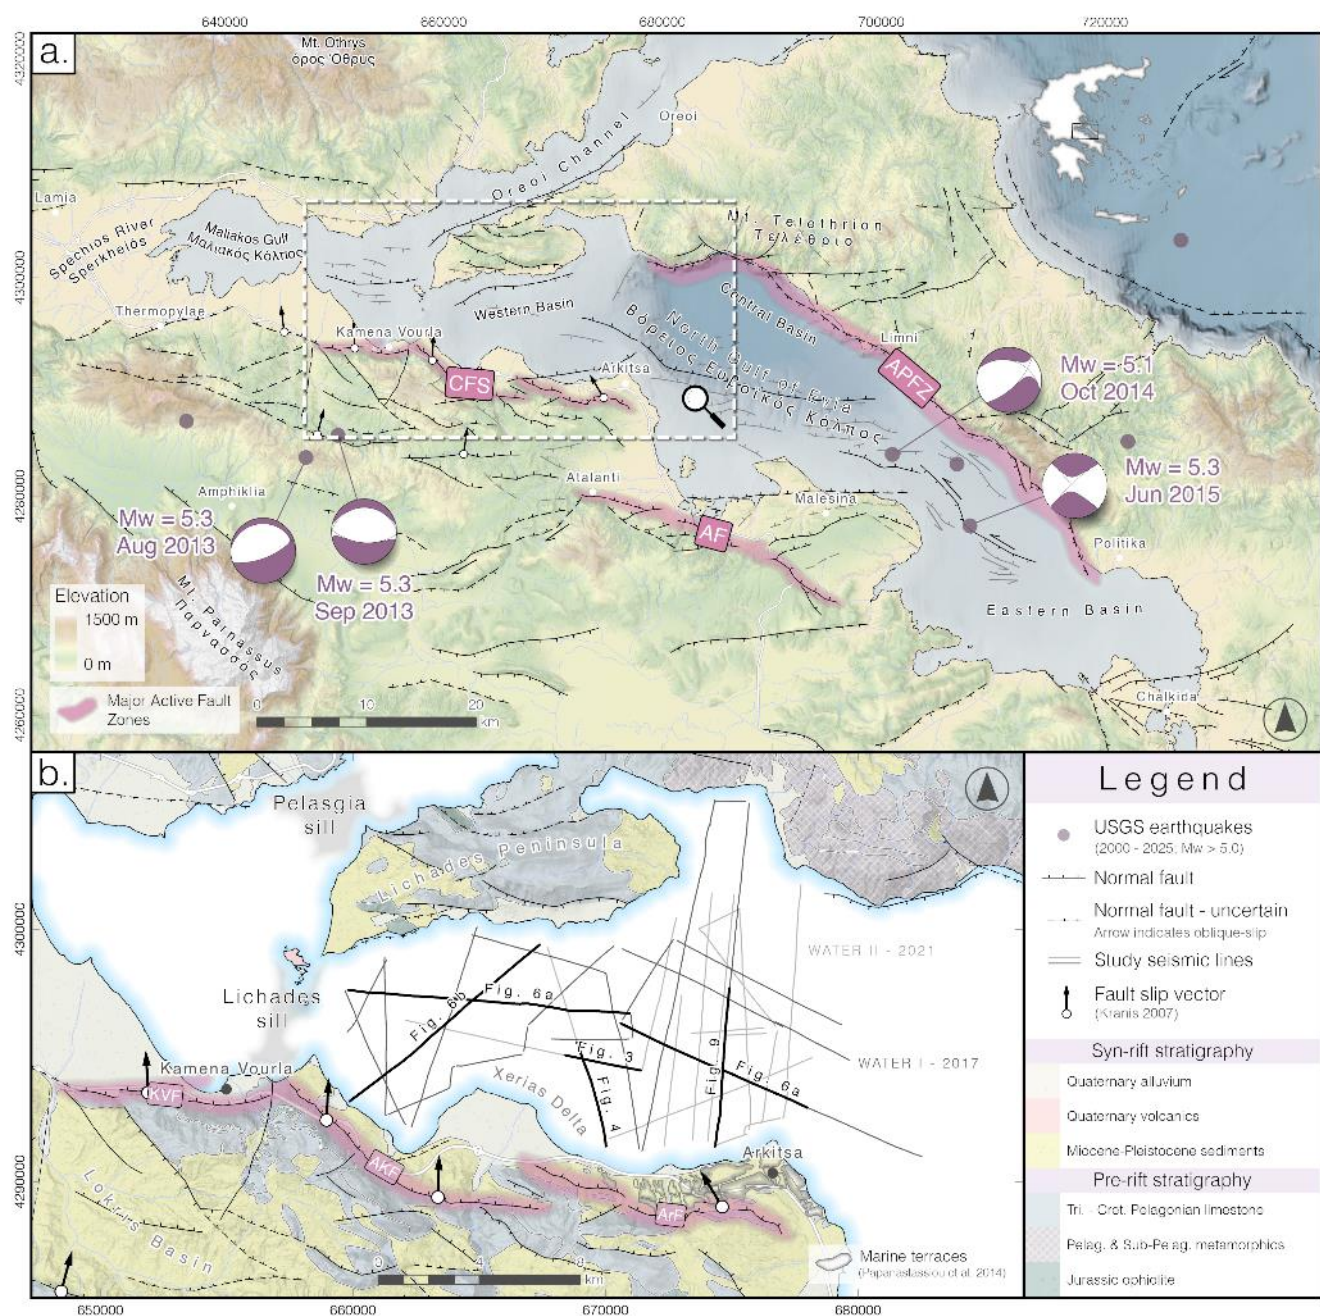 640000
660000
680000
700000
720000
4320000
4300000
4280000
4260000
a.
Mt. Othrys
όρος Όθρυς
Oreoi
Oreoi Channel
Lamia
Spechios River
Sperkheiós
Maliakos Gulf
Μαλιακός Κόλπος
Mt. Telethrion
Τελέθριο
Thermopylae
Kamena Vourla
Western Basin
Central Basin
North Gulf of Evia
Βόρειος Ευβοϊκός Κόλπος
Limni
APFZ
CFS
Arkitsa
Mw = 5.1
Oct 2014
Mw = 5.3
Jun 2015
Amphiklia
Atalanti
Malesina
AF
Politika
Mw = 5.3
Aug 2013
Mw = 5.3
Sep 2013
Eastern Basin
Chalkida
Mt. Parnassus
Παρνασσός
Elevation
1500 m
0 m
Major Active Fault
Zones
0
10
20
km
b.
Pelasgia
sill
Lichades Peninsula
4300000
4290000
WATER II - 2021
WATER I - 2017
Lichades
sill
Fig. 6b
Fig. 6a
Fig. 3
Fig. 4
Fig. 9
Fig. 6a
Kamena Vourla
KVF
AKF
Xerias Delta
Arkitsa
ArF
Lokris Basin
0
4
8
km
Marine terraces
(Papanastassiou et al. 2014)
650000
660000
670000
680000
Legend
USGS earthquakes
(2000 - 2025; Mw > 5.0)
Normal fault
Normal fault - uncertain
Arrow indicates oblique-slip
Study seismic lines
Fault slip vector
(Kranis 2007)
Syn-rift stratigraphy
Quaternary alluvium
Quaternary volcanics
Miocene-Pleistocene sediments
Pre-rift stratigraphy
Tri. - Cret. Pelagonian limestone
Pelag. & Sub-Pelag. metamorphics
Jurassic ophiolite